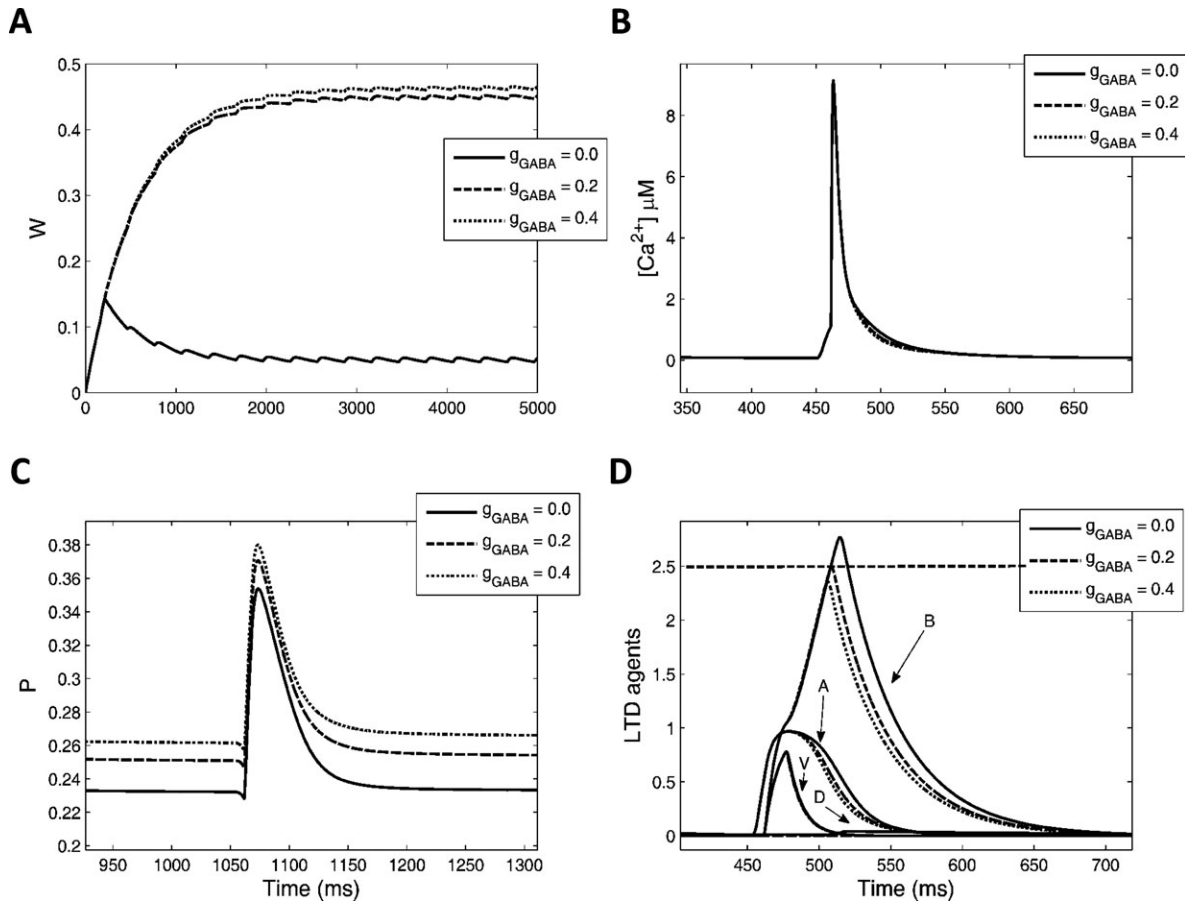 A
W
0.5
0.4
0.3
0.2
0.1
0
0 1000 2000 3000 4000 5000
g_GABA = 0.0
g_GABA = 0.2
g_GABA = 0.4
B
[Ca²⁺] μM
8
6
4
2
0
350 400 450 500 550 600 650
g_GABA = 0.0
g_GABA = 0.2
g_GABA = 0.4
C
P
0.38
0.36
0.34
0.32
0.3
0.28
0.26
0.24
0.22
0.2
950 1000 1050 1100 1150 1200 1250 1300
Time (ms)
g_GABA = 0.0
g_GABA = 0.2
g_GABA = 0.4
D
LTD agents
2.5
2
1.5
1
0.5
0
450 500 550 600 650 700
Time (ms)
g_GABA = 0.0
g_GABA = 0.2
g_GABA = 0.4
B
A
V
D